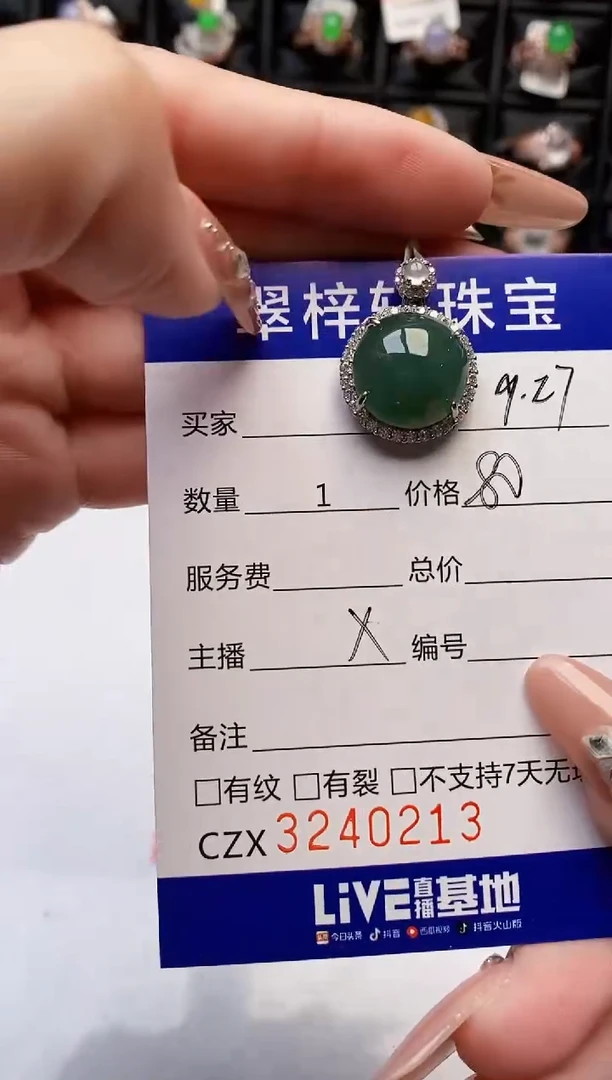 翠梓 珠宝
买家 9.27
数量 1 价格 80
服务费 总价
主播 X 编号
备注
□有纹 □有裂 □不支持7天无
CZX 3240213
LiVE直播基地
今日头条 抖音 西瓜视频 抖音火山版